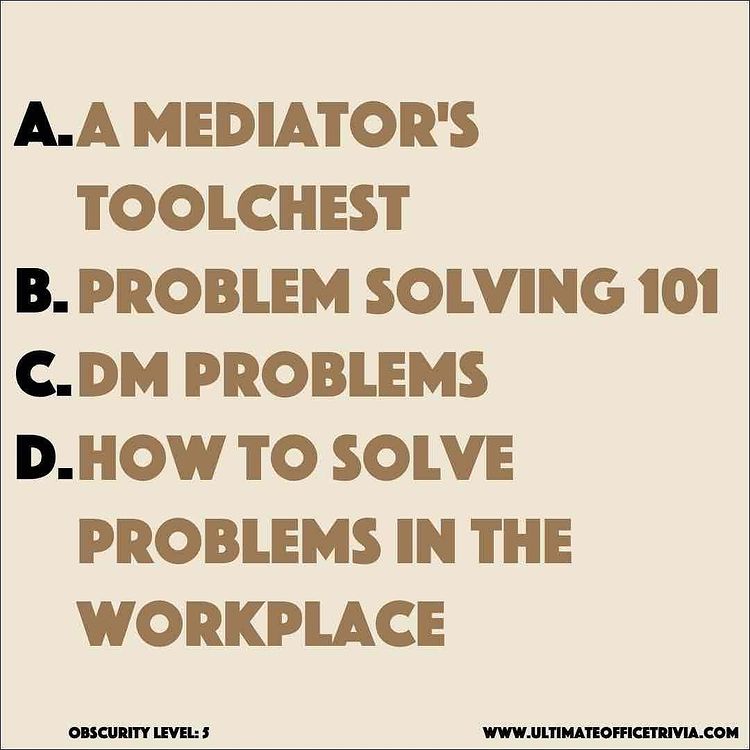 A. A MEDIATOR'S
TOOLCHEST
B. PROBLEM SOLVING 101
C. DM PROBLEMS
D. HOW TO SOLVE
PROBLEMS IN THE
WORKPLACE
OBSCURITY LEVEL: 5
WWW.ULTIMATEOFFICETRIVIA.COM